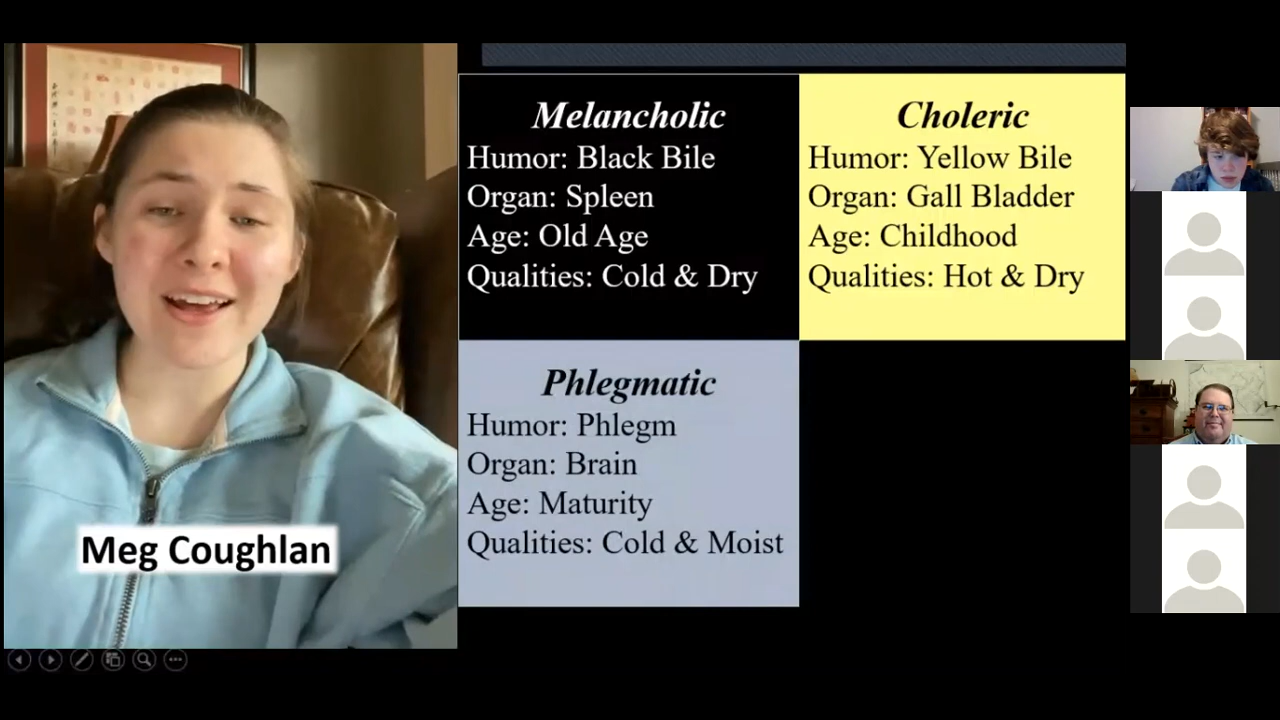 Melancholic
Humor: Black Bile
Organ: Spleen
Age: Old Age
Qualities: Cold & Dry
Choleric
Humor: Yellow Bile
Organ: Gall Bladder
Age: Childhood
Qualities: Hot & Dry
Phlegmatic
Humor: Phlegm
Organ: Brain
Age: Maturity
Qualities: Cold & Moist
Meg Coughlan